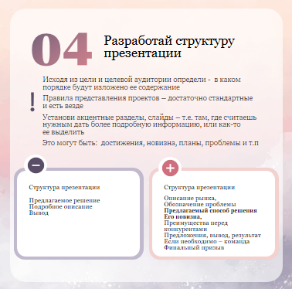 04
Разработай структуру
презентации
Исходя из цели и целевой аудитории определи - в каком
порядке будут изложено ее содержание
!
Правила представления проектов – достаточно стандартные
и есть везде
Установи акцентные разделы, слайды – т.е. там, где считаешь
нужным дать более подробную информацию, или как-то
ее выделить
Это могут быть: достижения, новизна, планы, проблемы и т.п
−
Структура презентации
Предлагаемое решение
Подробное описание
Вывод
+
Структура презентации
Описание рынка,
Обозначение проблемы
Предлагаемый способ решения
Его новизна,
Преимущества перед
конкурентами
Предложения, вывод, результат
Если необходимо – команда
Финальный призыв